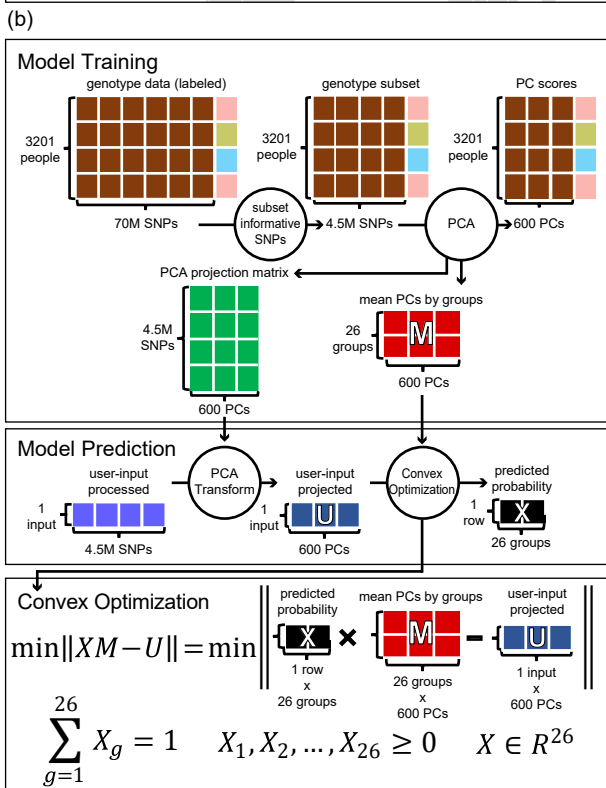 (b)
Model Training
genotype data (labeled)
genotype subset
PC scores
3201
people
3201
people
3201
people
70M SNPs
subset
informative
SNPs
4.5M SNPs
PCA
600 PCs
PCA projection matrix
mean PCs by groups
4.5M
SNPs
26
groups
M
600 PCs
600 PCs
Model Prediction
user-input
processed
PCA
Transform
user-input
projected
Convex
Optimization
predicted
probability
1
input
1
input
U
1
row
X
4.5M SNPs
600 PCs
26 groups
Convex Optimization
predicted
probability
mean PCs by groups
user-input
projected
min‖XM−U‖=min‖ X × M − U ‖
1 row
x
26 groups
26 groups
x
600 PCs
1 input
x
600 PCs
26
∑ X_g = 1    X₁, X₂, …, X₂₆ ≥ 0    X ∈ R²⁶
g=1